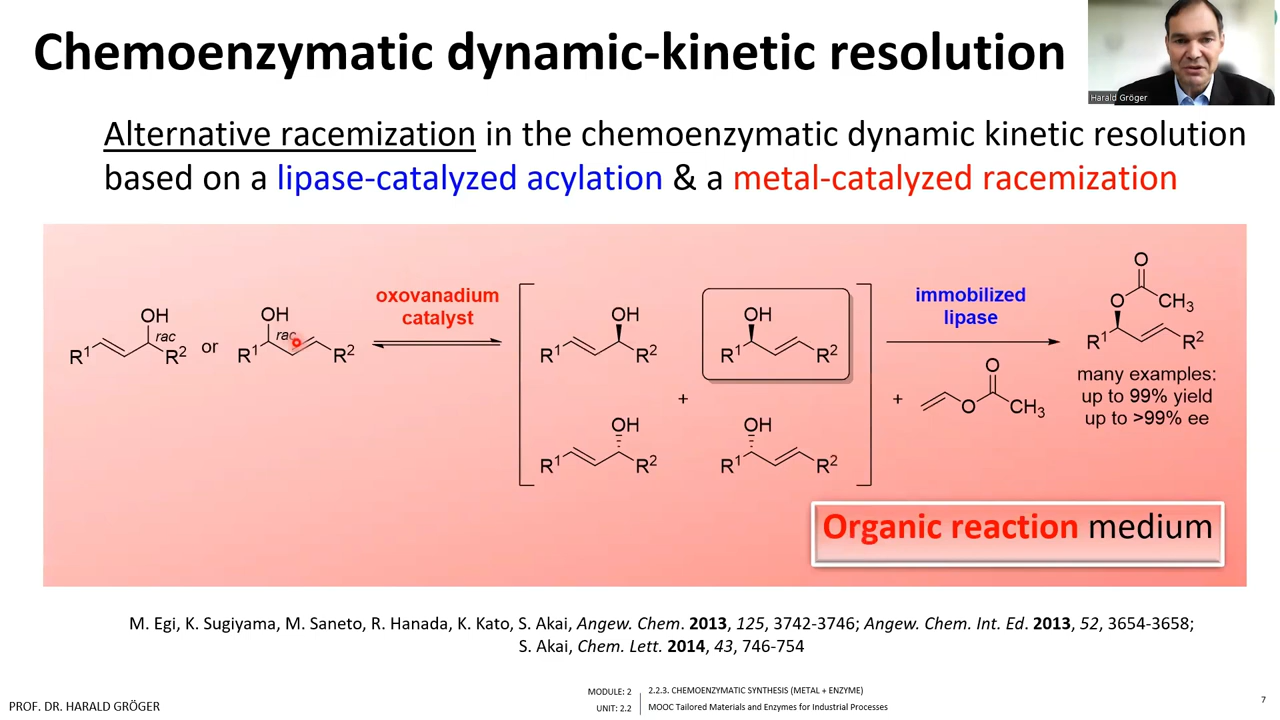 Chemoenzymatic dynamic-kinetic resolution
Harald Gröger
Alternative racemization in the chemoenzymatic dynamic kinetic resolution
based on a lipase-catalyzed acylation & a metal-catalyzed racemization
OH
rac
R1
R2
or
OH
rac
R1
R2
oxovanadium
catalyst
OH
R1
R2
OH
R1
R2
+
OH
R1
R2
OH
R1
R2
immobilized
lipase
+
O
O
CH3
O
O
CH3
R1
R2
many examples:
up to 99% yield
up to >99% ee
Organic reaction medium
M. Egi, K. Sugiyama, M. Saneto, R. Hanada, K. Kato, S. Akai, Angew. Chem. 2013, 125, 3742-3746; Angew. Chem. Int. Ed. 2013, 52, 3654-3658;
S. Akai, Chem. Lett. 2014, 43, 746-754
PROF. DR. HARALD GRÖGER
MODULE: 2
UNIT: 2.2
2.2.3. CHEMOENZYMATIC SYNTHESIS (METAL + ENZYME)
MOOC Tailored Materials and Enzymes for Industrial Processes
7